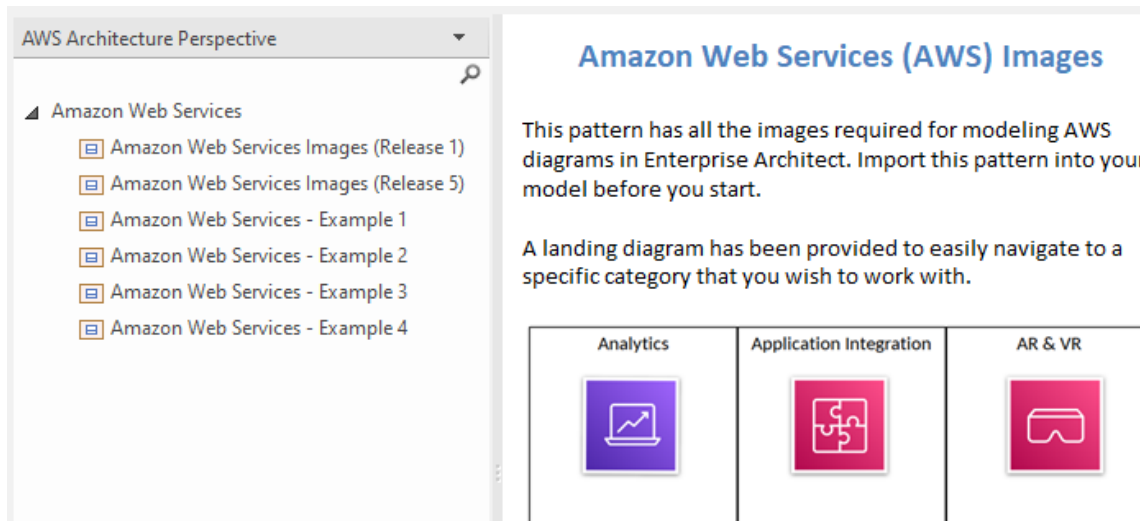 AWS Architecture Perspective
Amazon Web Services
Amazon Web Services Images (Release 1)
Amazon Web Services Images (Release 5)
Amazon Web Services - Example 1
Amazon Web Services - Example 2
Amazon Web Services - Example 3
Amazon Web Services - Example 4
Amazon Web Services (AWS) Images
This pattern has all the images required for modeling AWS
diagrams in Enterprise Architect. Import this pattern into your
model before you start.
A landing diagram has been provided to easily navigate to a
specific category that you wish to work with.
Analytics
Application Integration
AR & VR